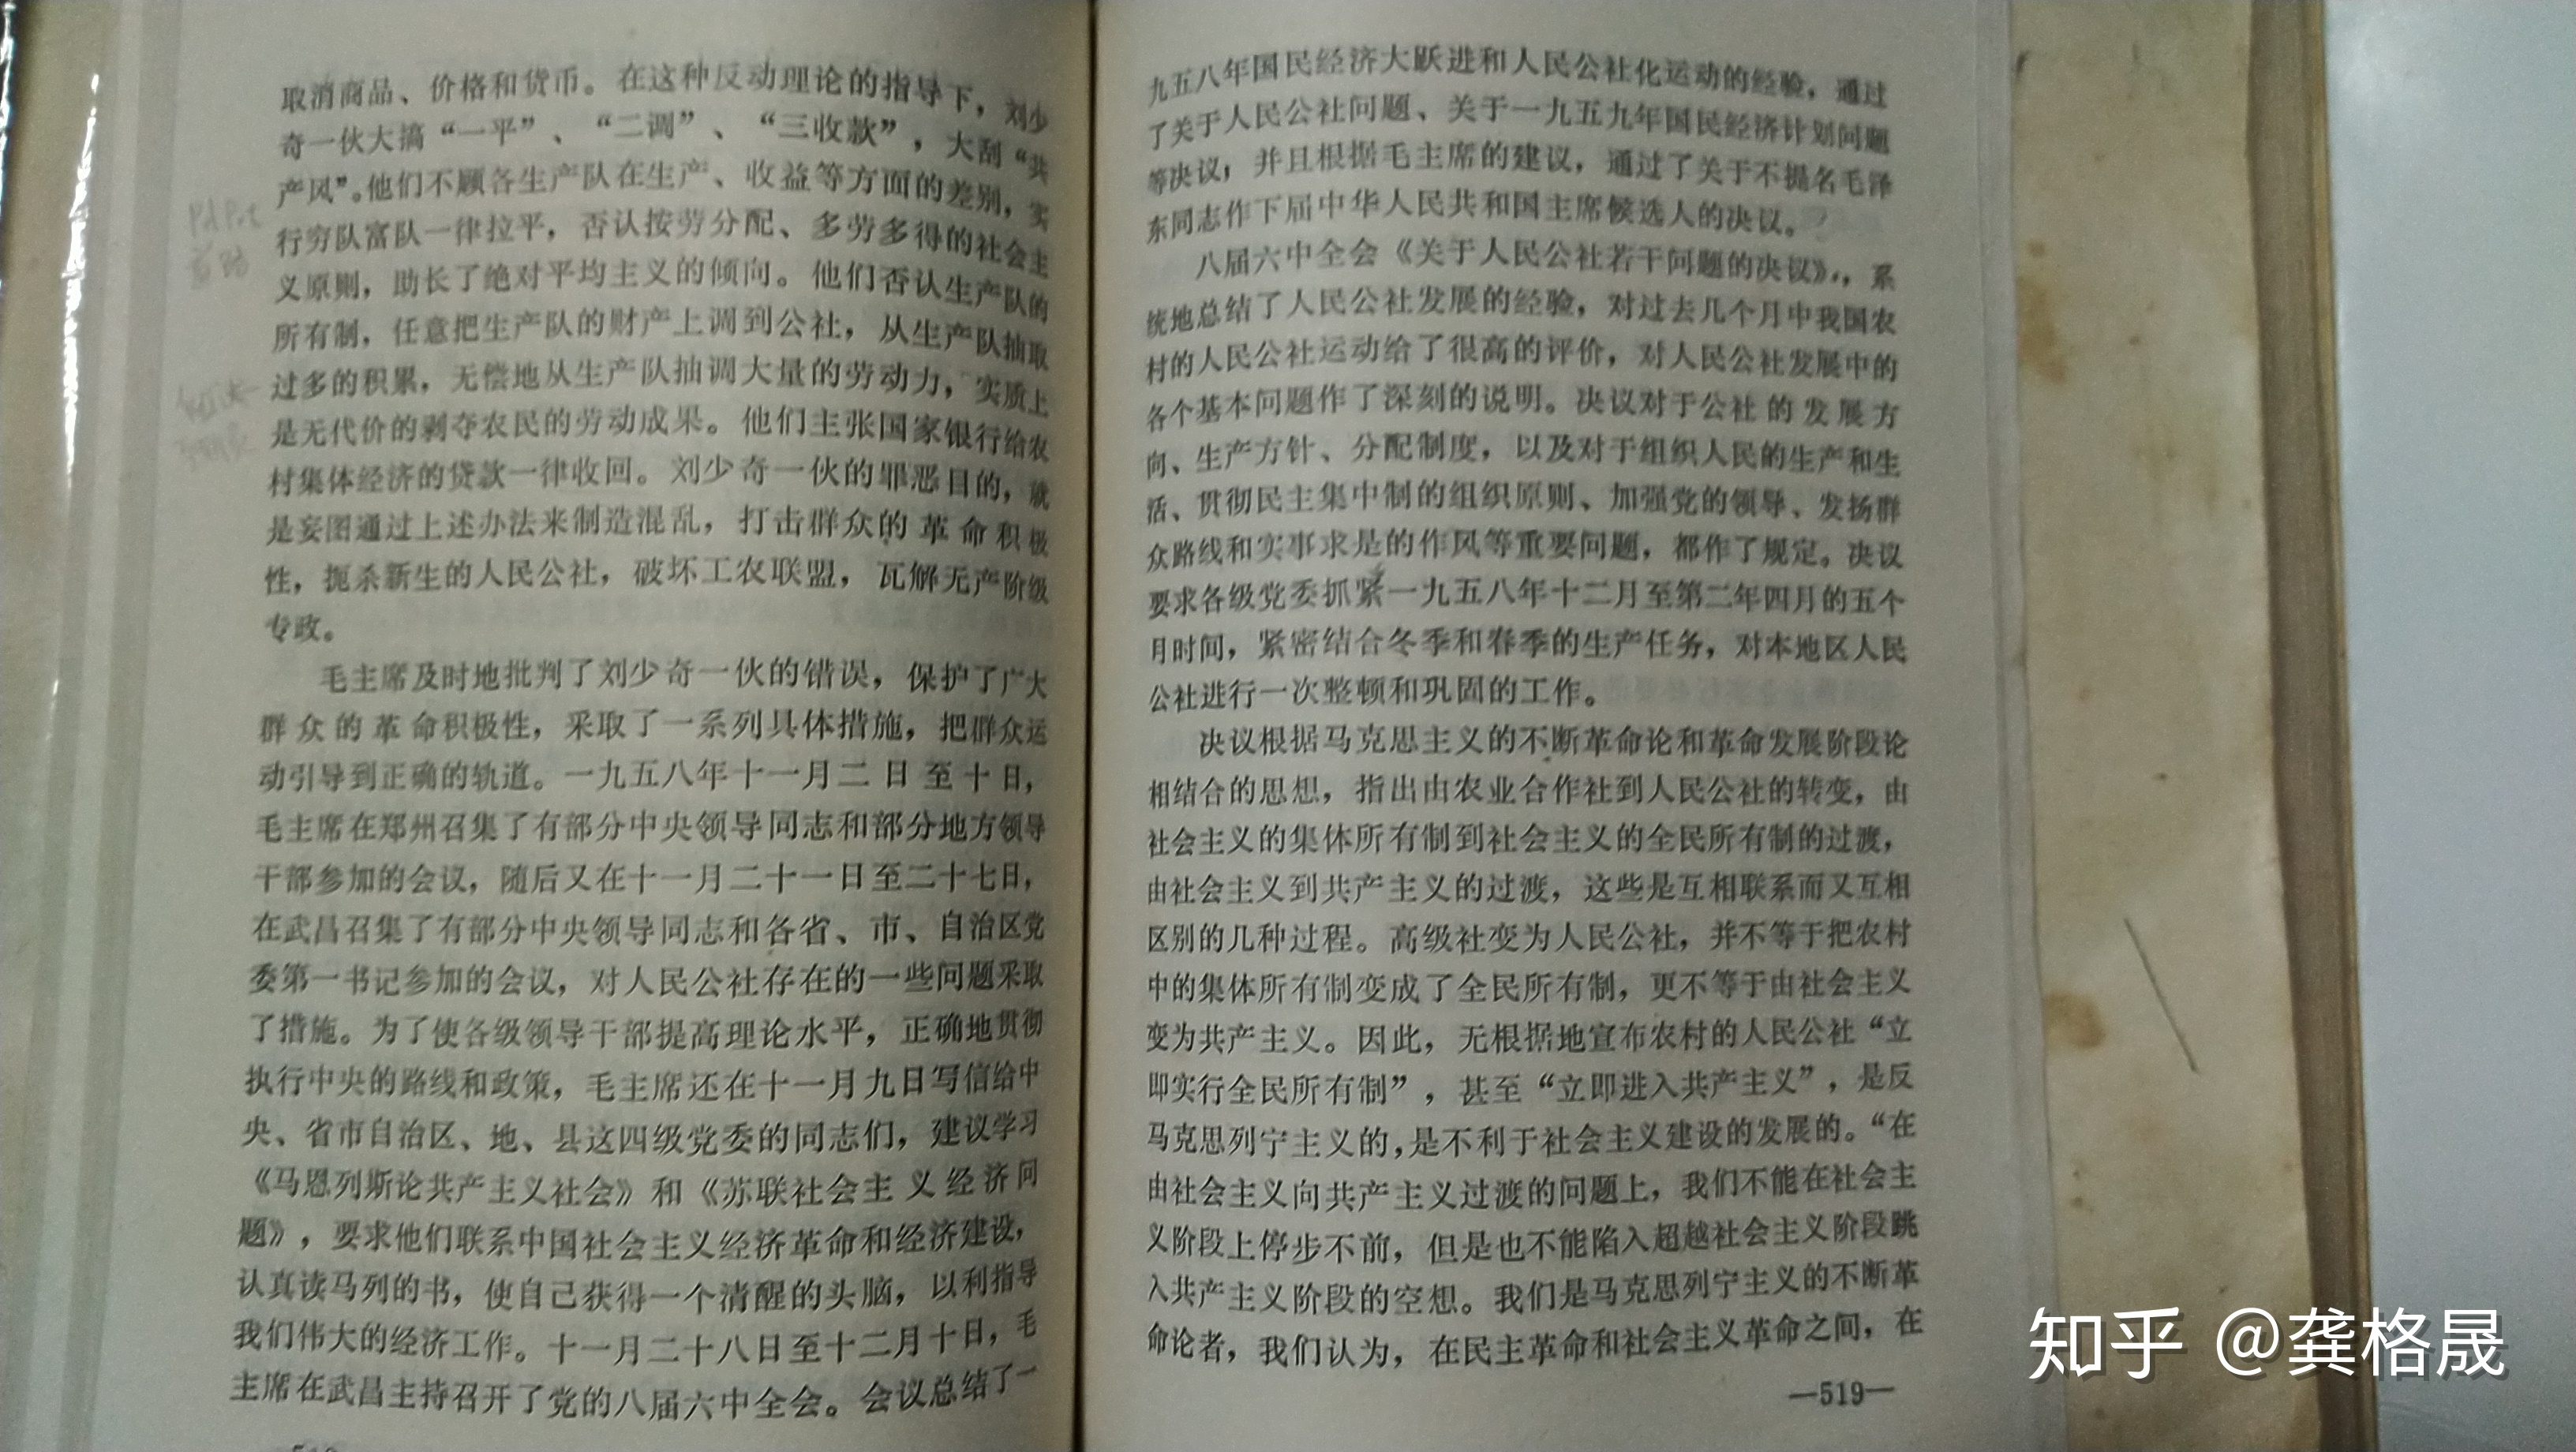 取消商品、价格和货币。在这种反动理论的指导下，刘少
奇一伙大搞“一平”、“二调”、“三收款”，大刮“共
产风”。他们不顾各生产队在生产、收益等方面的差别，实
行穷队富队一律拉平，否认按劳分配、多劳多得的社会主
义原则，助长了绝对平均主义的倾向。他们否认生产队的
所有制，任意把生产队的财产上调到公社，从生产队抽取
过多的积累，无偿地从生产队抽调大量的劳动力，实质上
是无代价的剥夺农民的劳动成果。他们主张国家银行给农
村集体经济的贷款一律收回。刘少奇一伙的罪恶目的，就
是妄图通过上述办法来制造混乱，打击群众的革命积极
性，扼杀新生的人民公社，破坏工农联盟，瓦解无产阶级
专政。
毛主席及时地批判了刘少奇一伙的错误，保护了广大
群众的革命积极性，采取了一系列具体措施，把群众运
动引导到正确的轨道。一九五八年十一月二日至十日，
毛主席在郑州召集了有部分中央领导同志和部分地方领导
干部参加的会议，随后又在十一月二十一日至二十七日，
在武昌召集了有部分中央领导同志和各省、市、自治区党
委第一书记参加的会议，对人民公社存在的一些问题采取
了措施。为了使各级领导干部提高理论水平，正确地贯彻
执行中央的路线和政策，毛主席还在十一月九日写信给中
央、省市自治区、地、县这四级党委的同志们，建议学习
《马恩列斯论共产主义社会》和《苏联社会主义经济问
题》，要求他们联系中国社会主义经济革命和经济建设，
认真读马列的书，使自己获得一个清醒的头脑，以利指导
我们伟大的经济工作。十一月二十八日至十二月十日，毛
主席在武昌主持召开了党的八届六中全会。会议总结了一
九五八年国民经济大跃进和人民公社化运动的经验，通过
了关于人民公社问题、关于一九五九年国民经济计划问题
等决议；并且根据毛主席的建议，通过了关于不提名毛泽
东同志作下届中华人民共和国主席候选人的决议。
八届六中全会《关于人民公社若干问题的决议》，系
统地总结了人民公社发展的经验，对过去几个月中我国农
村的人民公社运动给了很高的评价，对人民公社发展中的
各个基本问题作了深刻的说明。决议对于公社的发展方
向、生产方针、分配制度，以及对于组织人民的生产和生
活、贯彻民主集中制的组织原则、加强党的领导、发扬群
众路线和实事求是的作风等重要问题，都作了规定。决议
要求各级党委抓紧一九五八年十二月至第二年四月的五个
月时间，紧密结合冬季和春季的生产任务，对本地区人民
公社进行一次整顿和巩固的工作。
决议根据马克思主义的不断革命论和革命发展阶段论
相结合的思想，指出由农业合作社到人民公社的转变，由
社会主义的集体所有制到社会主义的全民所有制的过渡，
由社会主义到共产主义的过渡，这些是互相联系而又互相
区别的几种过程。高级社变为人民公社，并不等于把农村
中的集体所有制变成了全民所有制，更不等于由社会主义
变为共产主义。因此，无根据地宣布农村的人民公社“立
即实行全民所有制”，甚至“立即进入共产主义”，是反
马克思列宁主义的，是不利于社会主义建设的发展的。“在
由社会主义向共产主义过渡的问题上，我们不能在社会主
义阶段上停步不前，但是也不能陷入超越社会主义阶段跳
入共产主义阶段的空想。我们是马克思列宁主义的不断革
命论者，我们认为，在民主革命和社会主义革命之间，在
—519—
知乎 @龚格晟